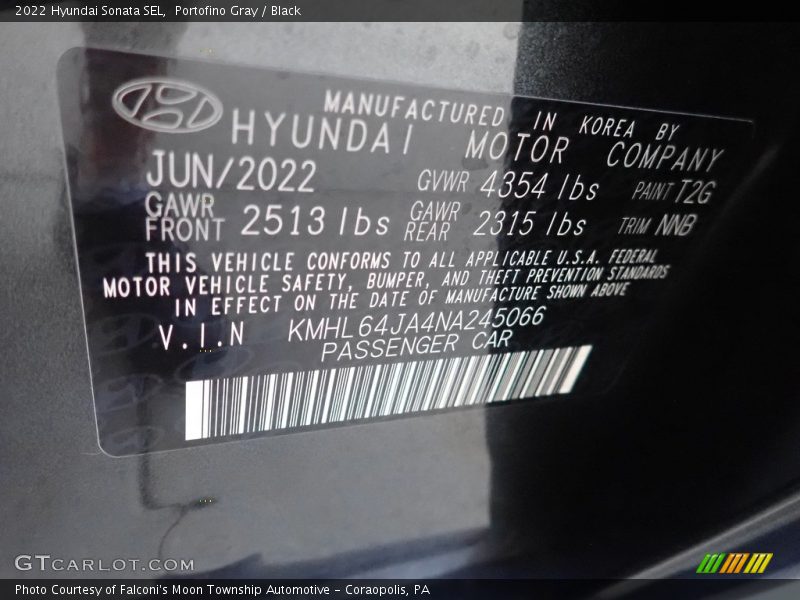 2022 Hyundai Sonata SEL, Portofino Gray / Black
MANUFACTURED IN KOREA BY
HYUNDAI MOTOR COMPANY
JUN/2022 GVWR 4354 lbs PAINT T2G
GAWR FRONT 2513 lbs GAWR REAR 2315 lbs TRIM NNB
THIS VEHICLE CONFORMS TO ALL APPLICABLE U.S.A. FEDERAL
MOTOR VEHICLE SAFETY, BUMPER, AND THEFT PREVENTION STANDARDS
IN EFFECT ON THE DATE OF MANUFACTURE SHOWN ABOVE
V.I.N KMHL64JA4NA245066
PASSENGER CAR
GTCARLOT.COM
Photo Courtesy of Falconi's Moon Township Automotive - Coraopolis, PA